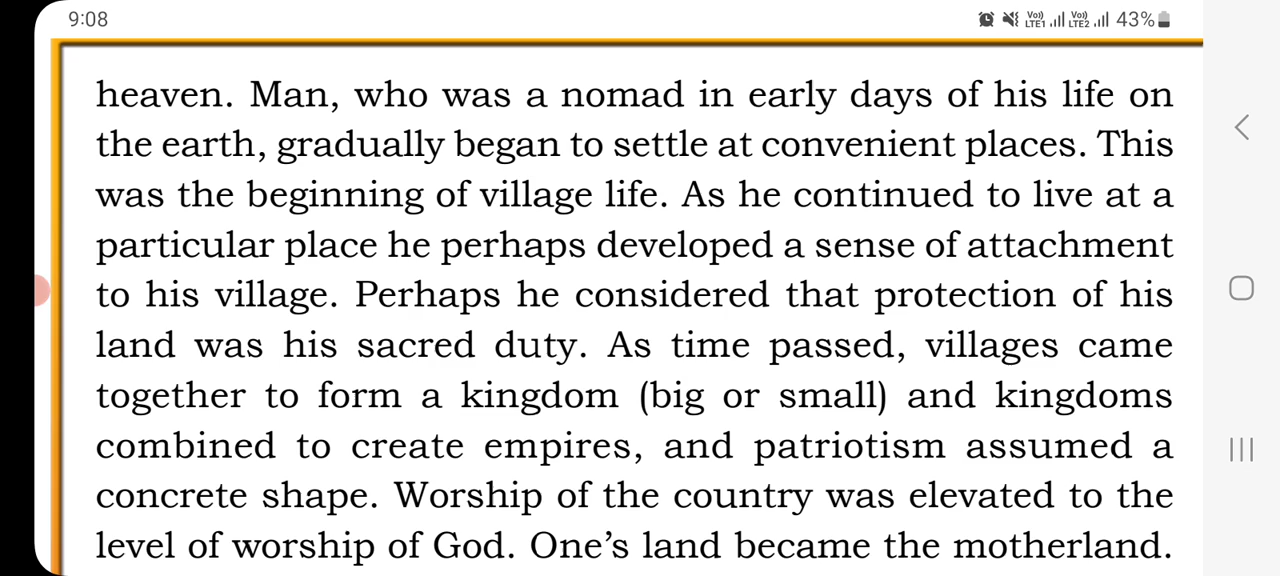 9:08 Vo) LTE1 Vo) LTE2 43%
heaven. Man, who was a nomad in early days of his life on
the earth, gradually began to settle at convenient places. This
was the beginning of village life. As he continued to live at a
particular place he perhaps developed a sense of attachment
to his village. Perhaps he considered that protection of his
land was his sacred duty. As time passed, villages came
together to form a kingdom (big or small) and kingdoms
combined to create empires, and patriotism assumed a
concrete shape. Worship of the country was elevated to the
level of worship of God. One’s land became the motherland.